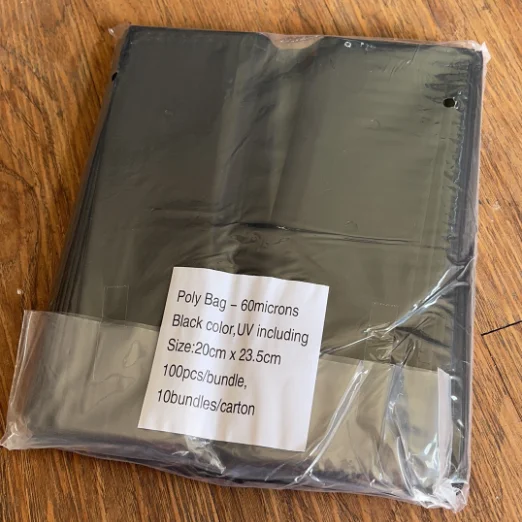 Poly Bag – 60microns
Black color,UV including
Size:20cm x 23.5cm
100pcs/bundle,
10bundles/carton